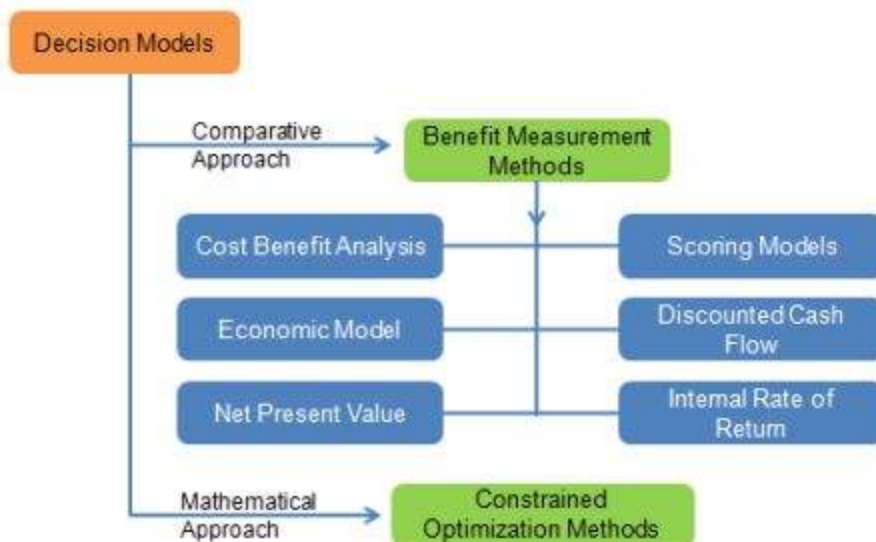 Decision Models
Comparative
Approach
Benefit Measurement
Methods
Cost Benefit Analysis
Scoring Models
Economic Model
Discounted Cash
Flow
Net Present Value
Internal Rate of
Return
Mathematical
Approach
Constrained
Optimization Methods